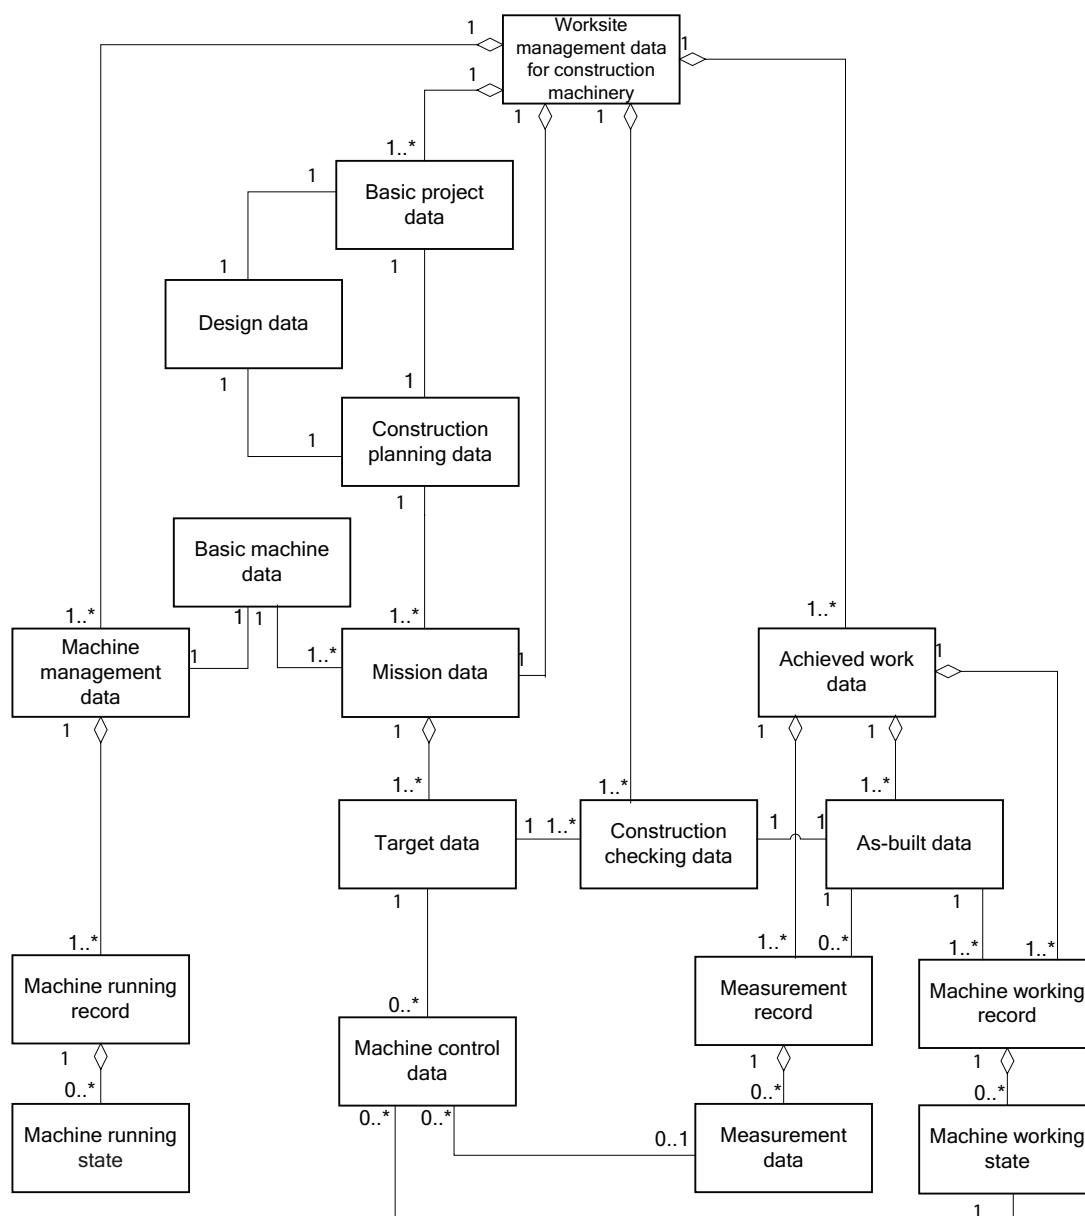 Worksite
management data
for construction
machinery
1
1
1
1
1
1..*
Basic project
data
1
1
1
Design data
1
1
1
Construction
planning data
1
1
Basic machine
data
1..*
1..*
1..*
1
1
Machine
management
data
1
1..*
Mission data
1
Achieved work
data
1
1
1
1
1
1..*
1..*
1..*
Target data
1
1..*
Construction
checking data
1
1
As-built data
1
1
1
1..*
1..*
0..*
1..*
1..*
Machine running
record
Measurement
record
Machine working
record
0..*
Machine control
data
1
1
1
0..*
0..*
0..*
0..*
0..*
Machine running
state
0..1
Measurement
data
Machine working
state
1